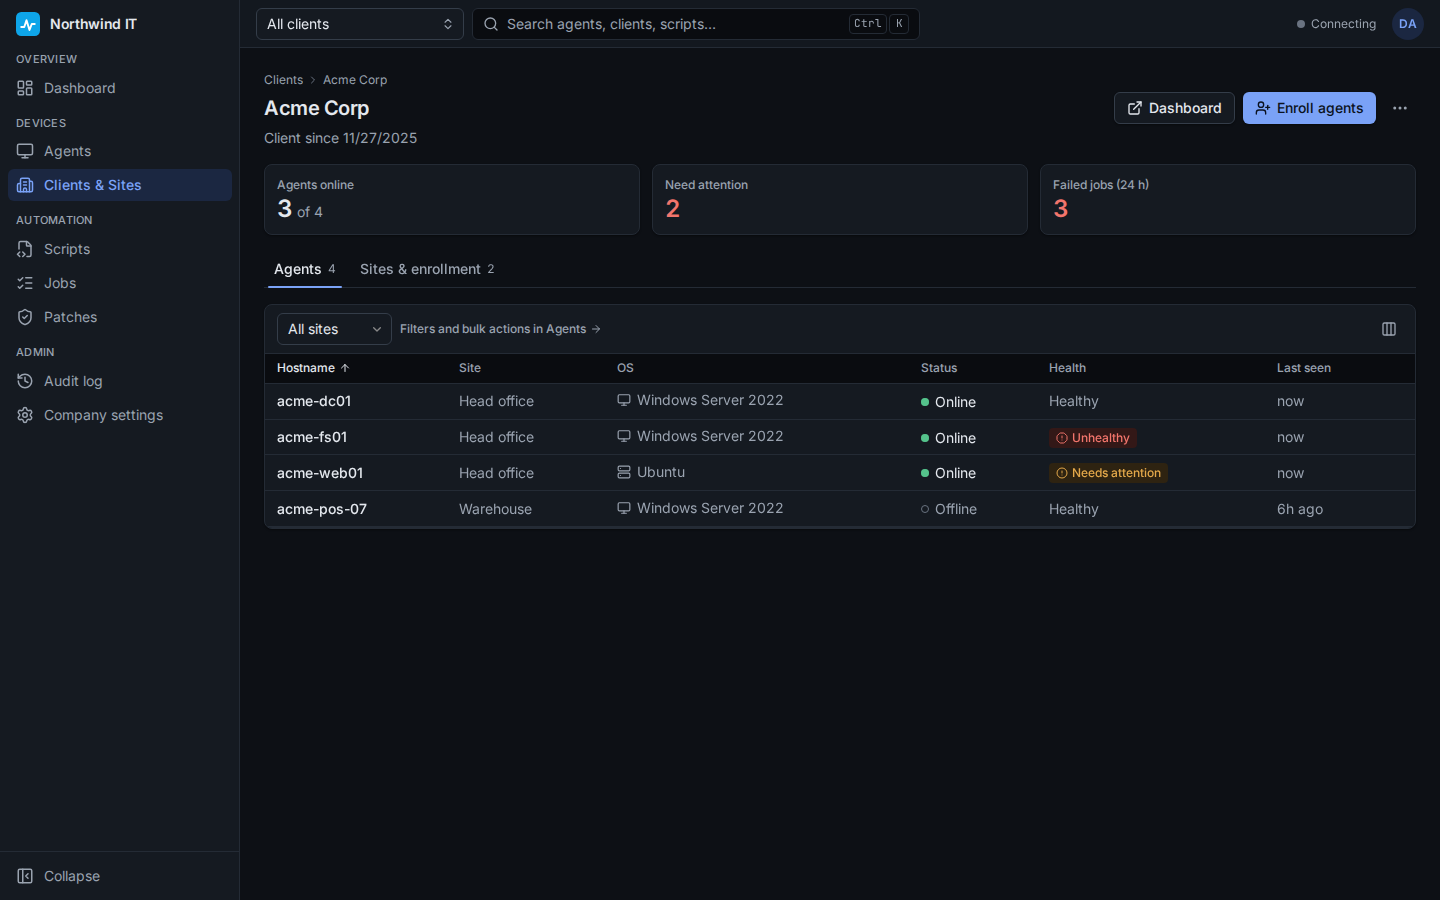 Northwind IT
OVERVIEW
Dashboard
DEVICES
Agents
Clients & Sites
AUTOMATION
Scripts
Jobs
Patches
ADMIN
Audit log
Company settings
Collapse
All clients
Search agents, clients, scripts...
Ctrl K
Connecting
DA
Clients > Acme Corp
Acme Corp
Client since 11/27/2025
Dashboard
Enroll agents
Agents online
3 of 4
Need attention
2
Failed jobs (24 h)
3
Agents 4
Sites & enrollment 2
All sites
Filters and bulk actions in Agents →
Hostname ↑ Site OS Status Health Last seen
acme-dc01 Head office Windows Server 2022 Online Healthy now
acme-fs01 Head office Windows Server 2022 Online Unhealthy now
acme-web01 Head office Ubuntu Online Needs attention now
acme-pos-07 Warehouse Windows Server 2022 Offline Healthy 6h ago